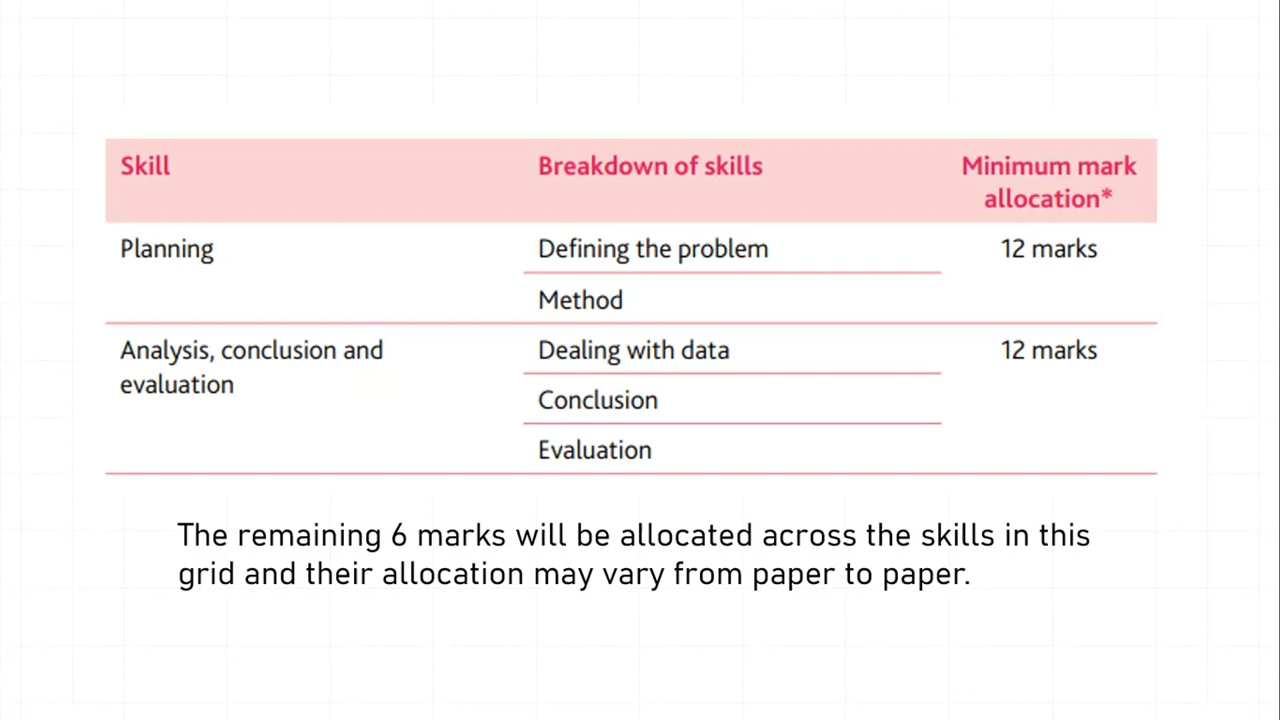 Skill Breakdown of skills Minimum mark
allocation*
Planning Defining the problem 12 marks
Method
Analysis, conclusion and Dealing with data 12 marks
evaluation
Conclusion
Evaluation
The remaining 6 marks will be allocated across the skills in this
grid and their allocation may vary from paper to paper.